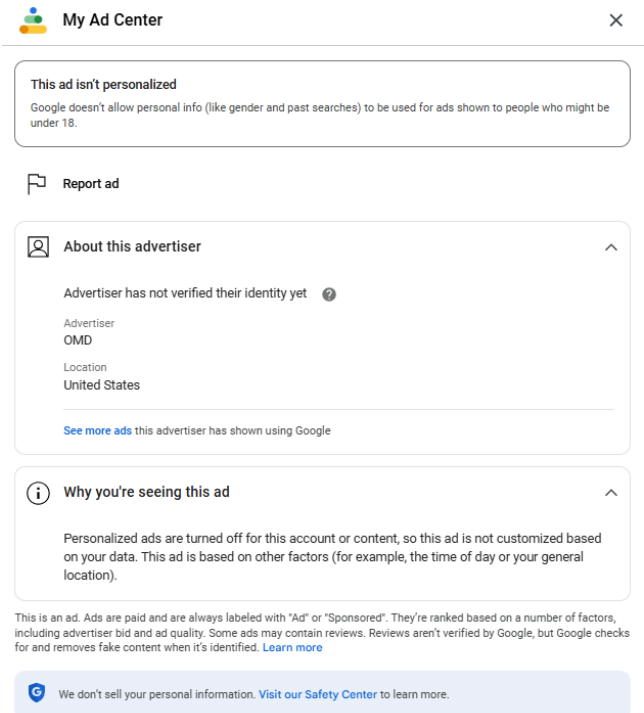 My Ad Center
This ad isn't personalized
Google doesn't allow personal info (like gender and past searches) to be used for ads shown to people who might be
under 18.
Report ad
About this advertiser
Advertiser has not verified their identity yet
Advertiser
OMD
Location
United States
See more ads this advertiser has shown using Google
Why you're seeing this ad
Personalized ads are turned off for this account or content, so this ad is not customized based
on your data. This ad is based on other factors (for example, the time of day or your general
location).
This is an ad. Ads are paid and are always labeled with "Ad" or "Sponsored". They're ranked based on a number of factors,
including advertiser bid and ad quality. Some ads may contain reviews. Reviews aren't verified by Google, but Google checks
for and removes fake content when it's identified. Learn more
We don't sell your personal information. Visit our Safety Center to learn more.